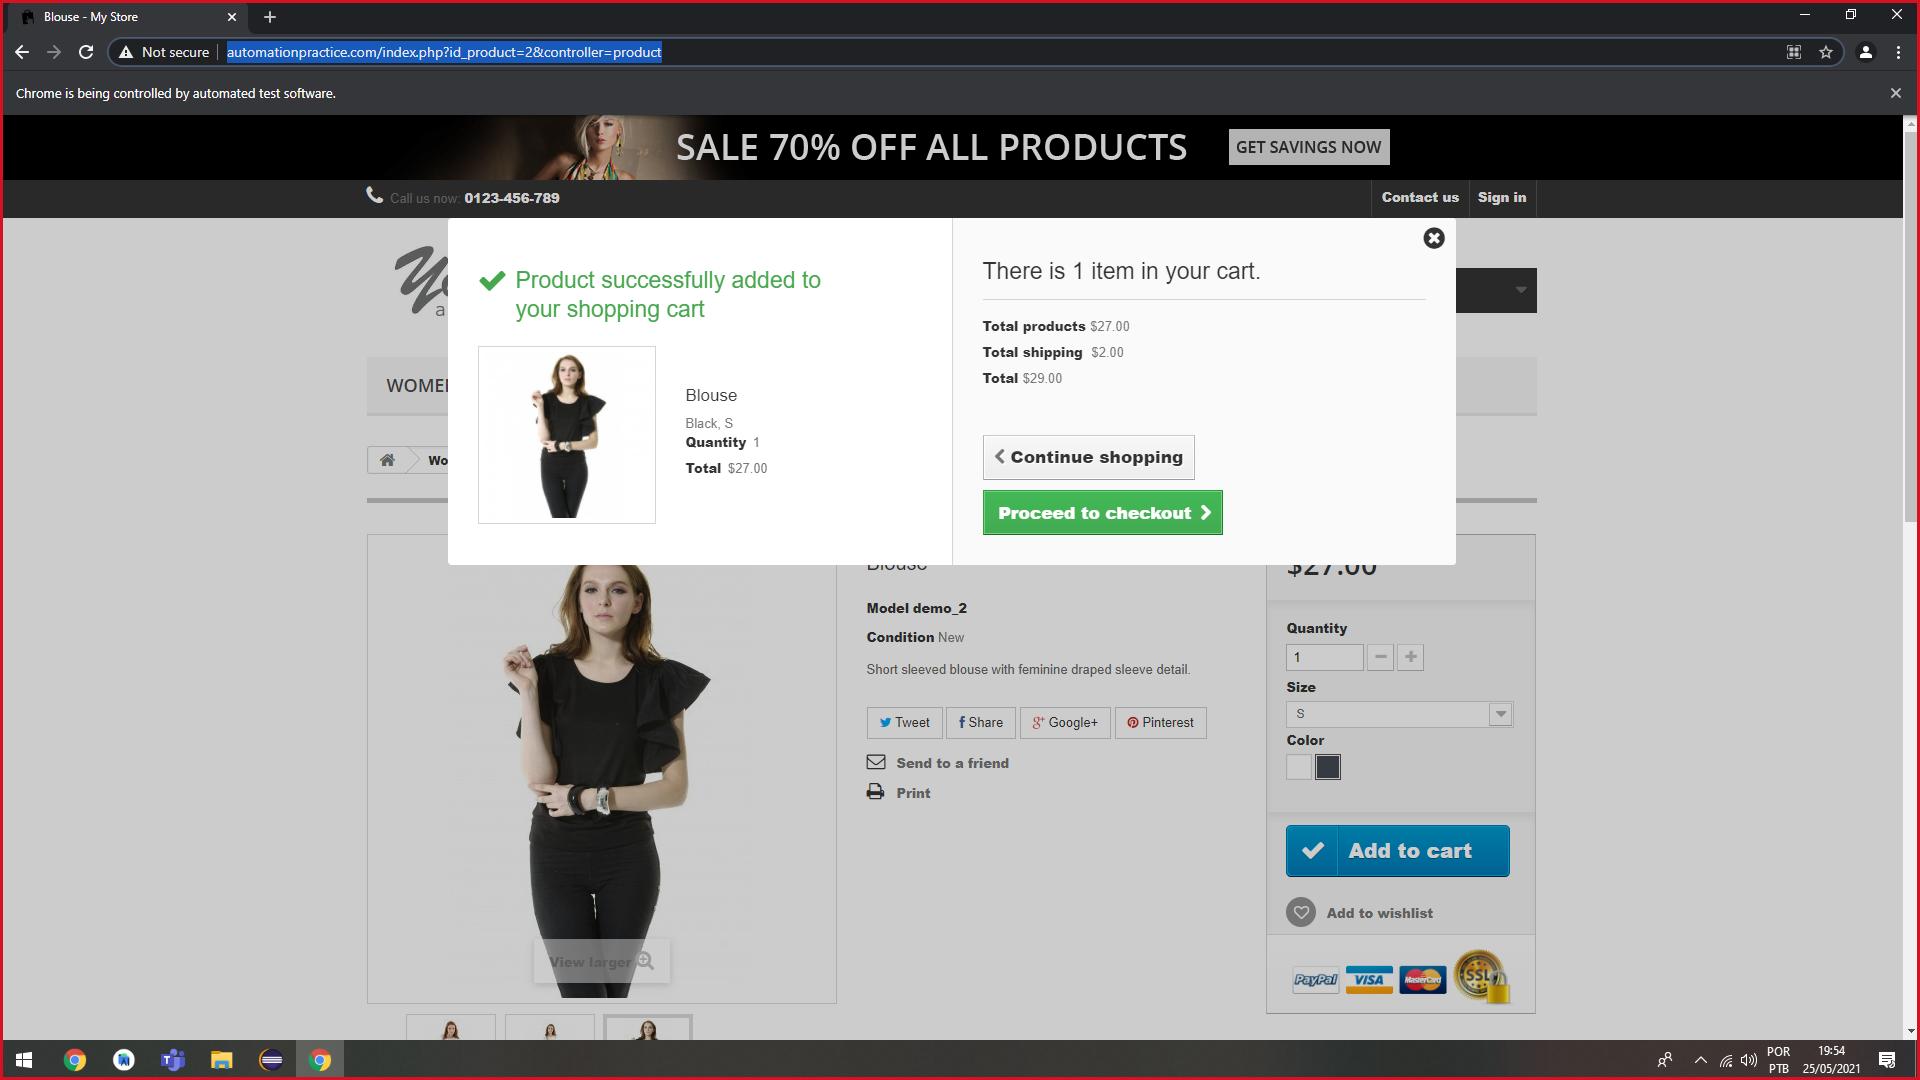 Blouse - My Store
Not secure
automationpractice.com/index.php?id_product=2&controller=product
Chrome is being controlled by automated test software.
SALE 70% OFF ALL PRODUCTS
GET SAVINGS NOW
Call us now: 0123-456-789
Contact us
Sign in
Product successfully added to
your shopping cart
Blouse
Black, S
Quantity 1
Total $27.00
There is 1 item in your cart.
Total products $27.00
Total shipping $2.00
Total $29.00
Continue shopping
Proceed to checkout
Blouse
$27.00
Model demo_2
Condition New
Short sleeved blouse with feminine draped sleeve detail.
Tweet
Share
Google+
Pinterest
Send to a friend
Print
Quantity
1
Size
S
Color
Add to cart
Add to wishlist
PayPal
VISA
MasterCard
SSL
View larger
POR
PTB
19:54
25/05/2021